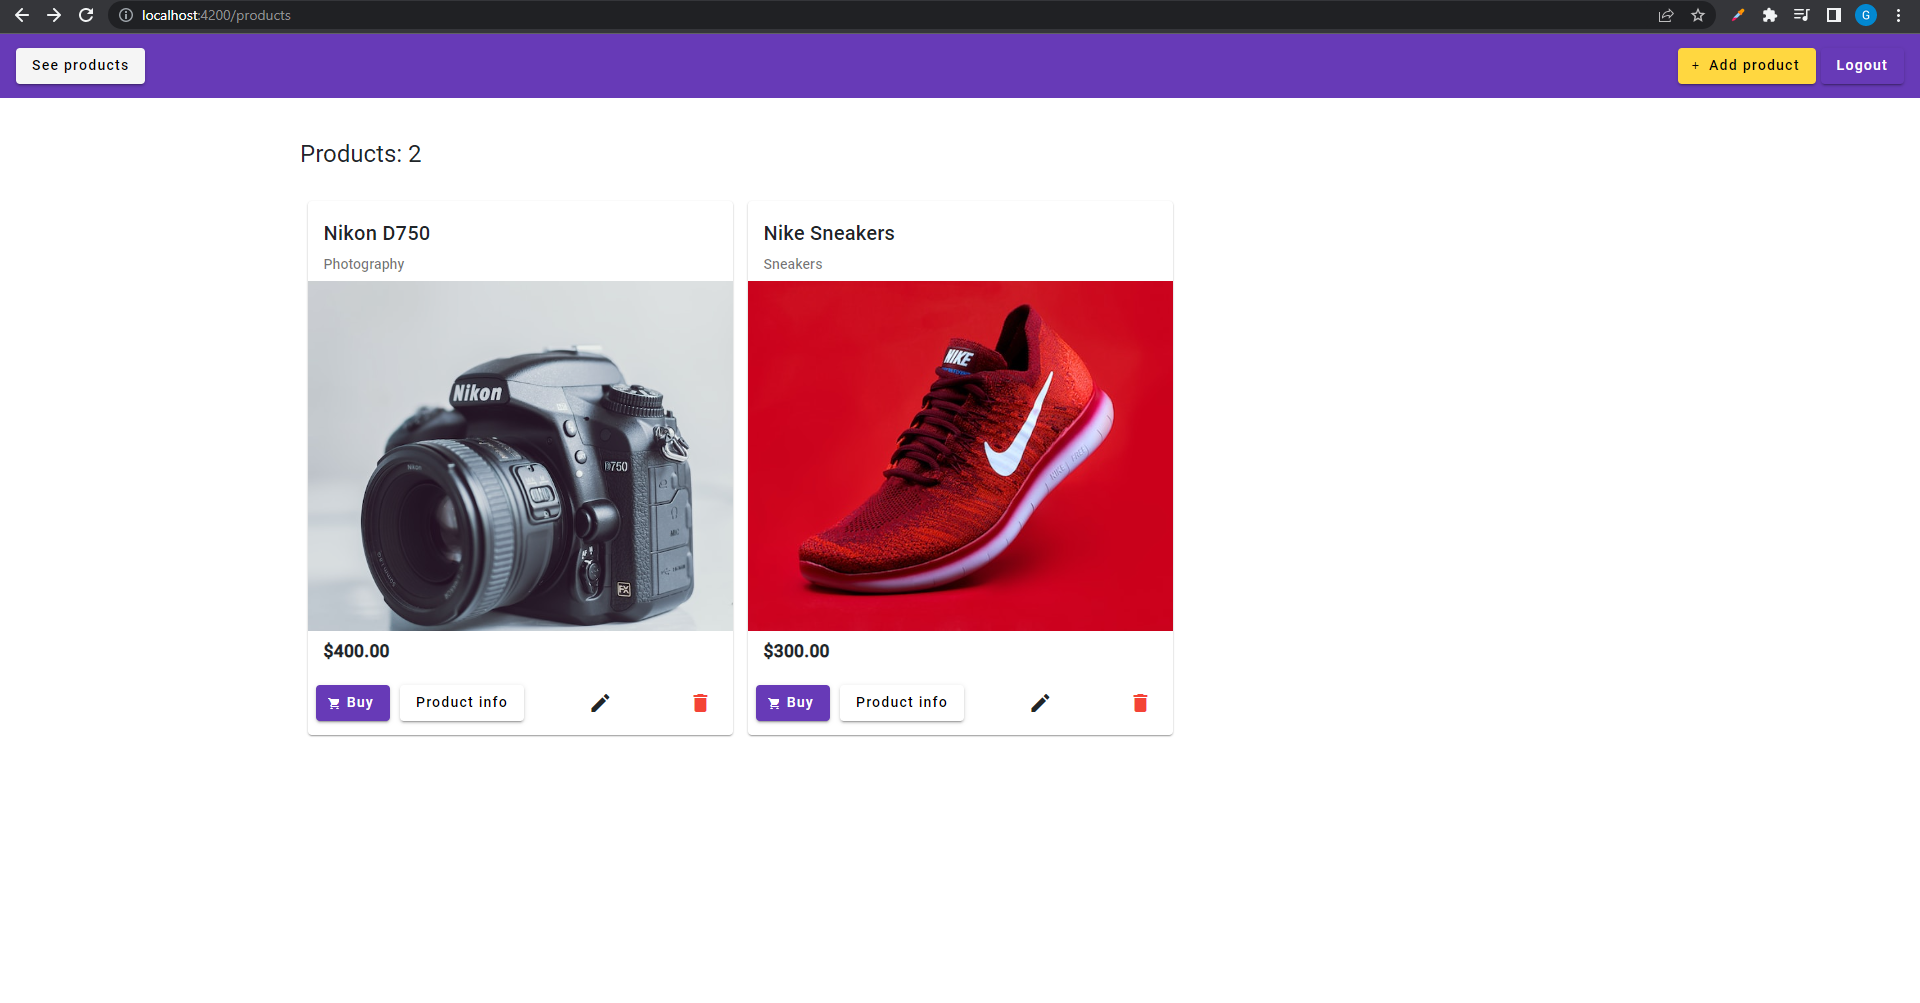 localhost:4200/products
G
See products
+ Add product
Logout
Products: 2
Nikon D750
Photography
Nikon
D750
FX
$400.00
Buy
Product info
Nike Sneakers
Sneakers
NIKE
$300.00
Buy
Product info